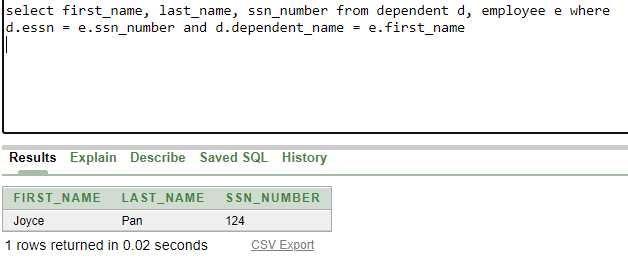 select first_name, last_name, ssn_number from dependent d, employee e where
d.essn = e.ssn_number and d.dependent_name = e.first_name
Results Explain Describe Saved SQL History
FIRST_NAME LAST_NAME SSN_NUMBER
Joyce Pan 124
1 rows returned in 0.02 seconds CSV Export